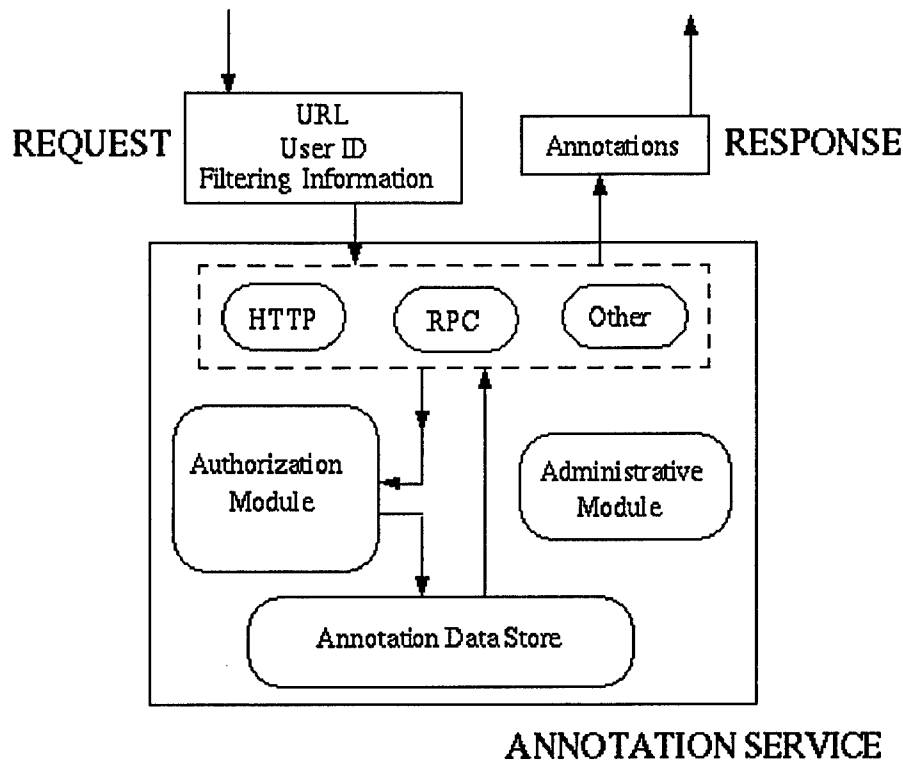 REQUEST
URL
User ID
Filtering Information
Annotations
RESPONSE
HTTP
RPC
Other
Authorization
Module
Administrative
Module
Annotation Data Store
ANNOTATION SERVICE